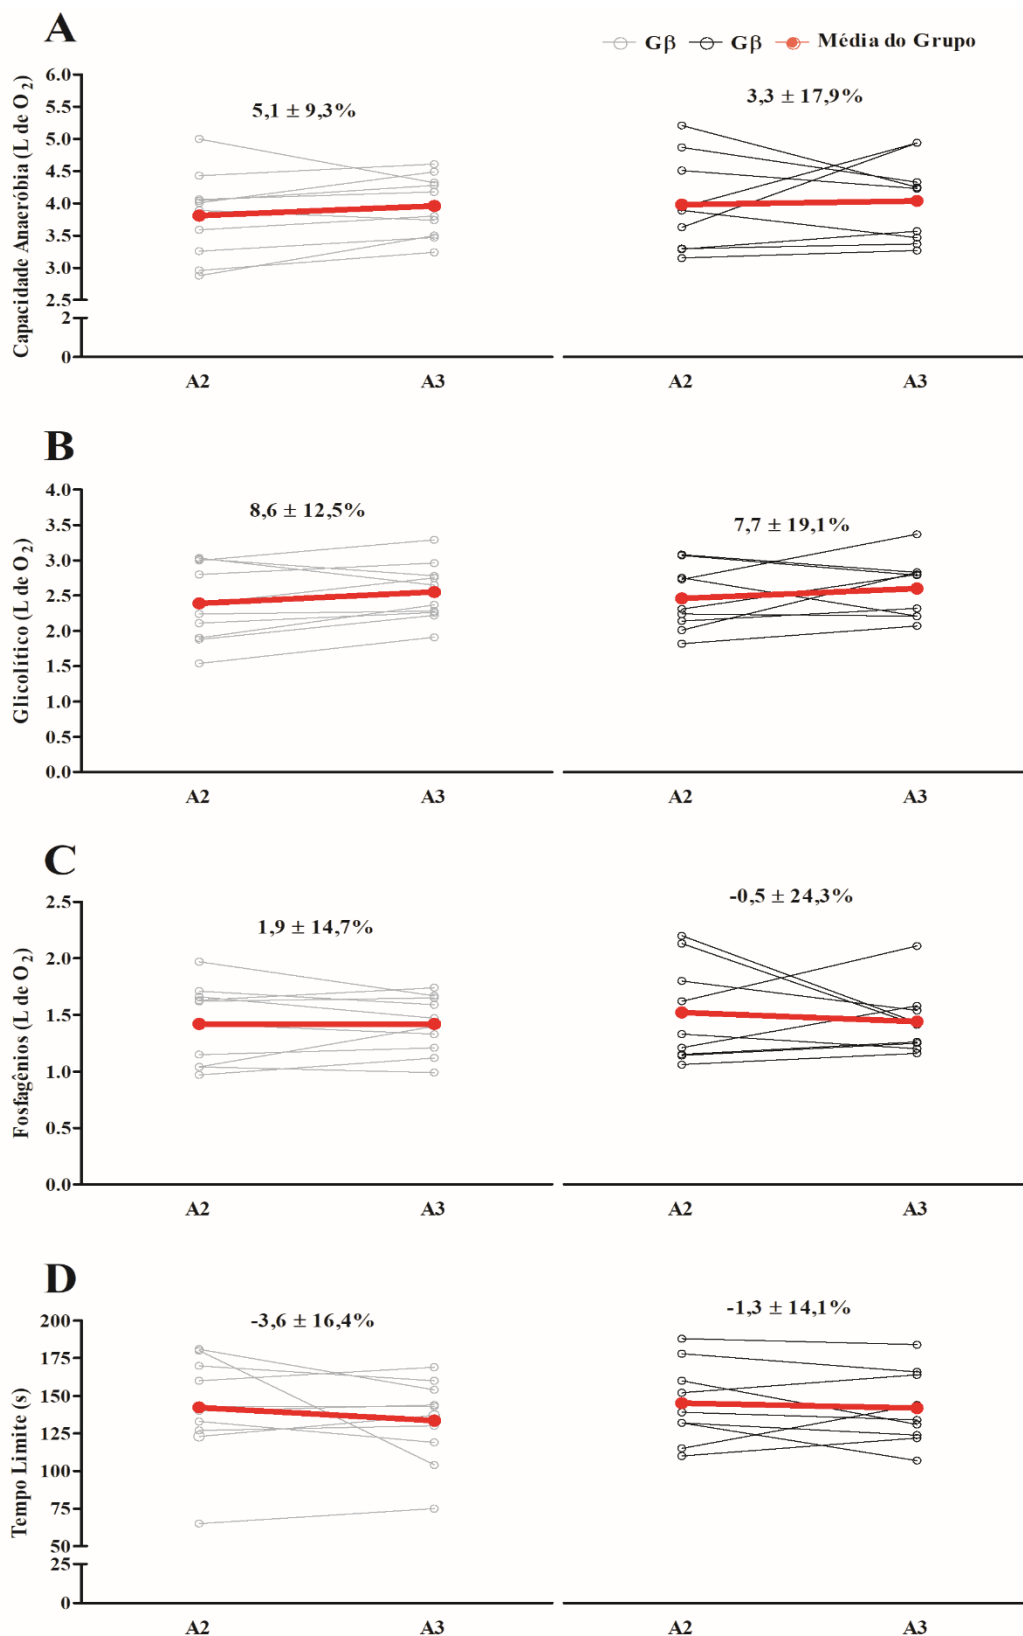 A
Gβ Gβ Média do Grupo
Capacidade Anaeróbia (L de O2)
6.0
5.5
5.0
4.5
4.0
3.5
3.0
2.5
2
0
5,1 ± 9,3%
3,3 ± 17,9%
A2 A3 A2 A3
B
Glicolítico (L de O2)
4.0
3.5
3.0
2.5
2.0
1.5
1.0
0.5
0.0
8,6 ± 12,5%
7,7 ± 19,1%
A2 A3 A2 A3
C
Fosfagênios (L de O2)
2.5
2.0
1.5
1.0
0.5
0.0
1,9 ± 14,7%
-0,5 ± 24,3%
A2 A3 A2 A3
D
Tempo Limite (s)
200
175
150
125
100
75
50
25
0
-3,6 ± 16,4%
-1,3 ± 14,1%
A2 A3 A2 A3